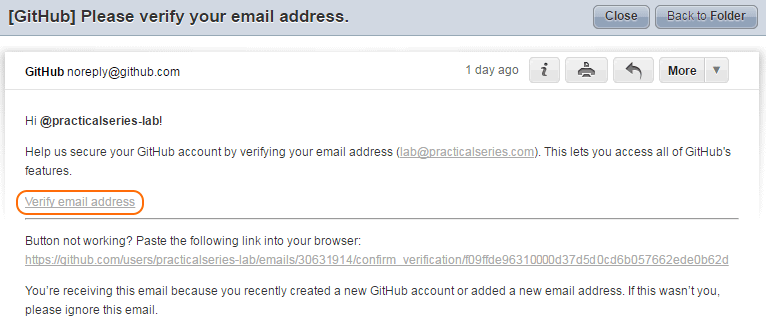 [GitHub] Please verify your email address.
Close
Back to Folder
GitHub noreply@github.com
1 day ago
More
Hi @practicalseries-lab!
Help us secure your GitHub account by verifying your email address (lab@practicalseries.com). This lets you access all of GitHub's
features.
Verify email address
Button not working? Paste the following link into your browser:
https://github.com/users/practicalseries-lab/emails/30631914/confirm_verification/f09ffde96310000d37d5d0cd6b057662ede0b62d
You're receiving this email because you recently created a new GitHub account or added a new email address. If this wasn't you,
please ignore this email.